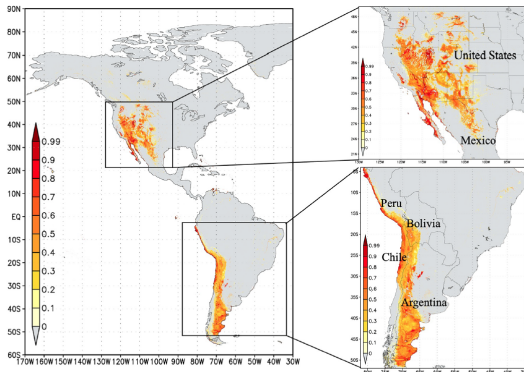 90N
80N
70N
60N
50N
40N
30N
20N
10N
EQ
10S
20S
30S
40S
50S
60S
170W 160W 150W 140W 130W 120W 110W 100W 90W 80W 70W 60W 50W 40W 30W
0.99
0.9
0.8
0.7
0.6
0.5
0.4
0.3
0.2
0.1
0
United States
Mexico
0.99
0.9
0.8
0.7
0.6
0.5
0.4
0.3
0.2
0.1
0
Peru
Bolivia
Chile
Argentina
0.99
0.9
0.8
0.7
0.6
0.5
0.4
0.3
0.2
0.1
0